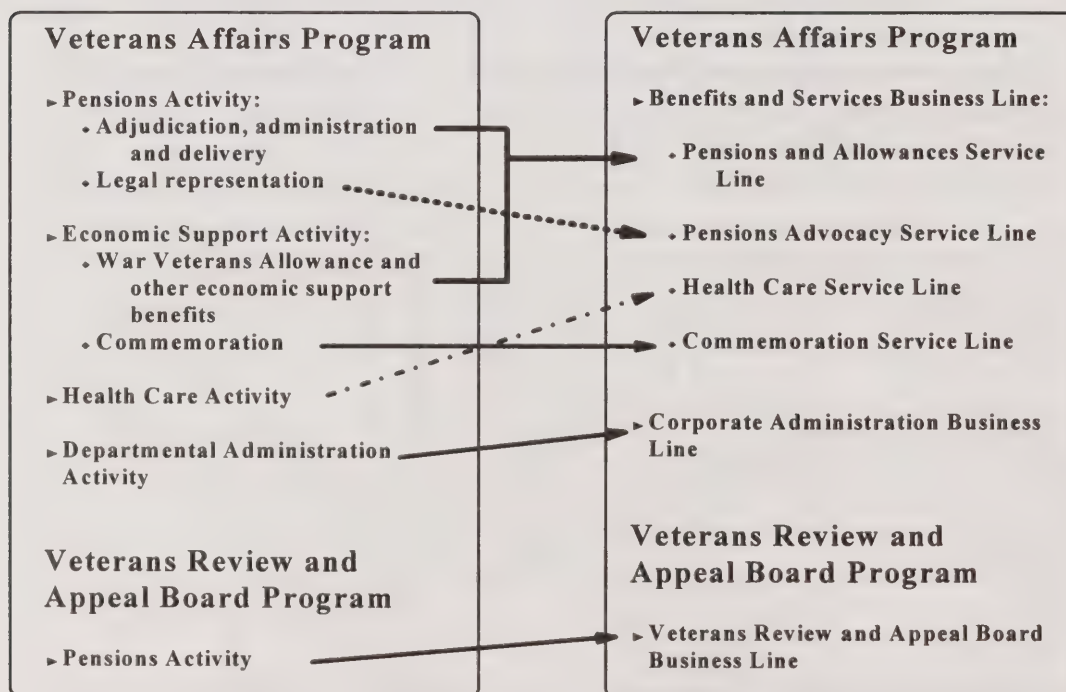 Veterans Affairs Program
► Pensions Activity:
⬥ Adjudication, administration
and delivery
⬥ Legal representation
► Economic Support Activity:
⬥ War Veterans Allowance and
other economic support
benefits
⬥ Commemoration
► Health Care Activity
► Departmental Administration
Activity
Veterans Review and
Appeal Board Program
► Pensions Activity
Veterans Affairs Program
► Benefits and Services Business Line:
⬥ Pensions and Allowances Service
Line
⬥ Pensions Advocacy Service Line
⬥ Health Care Service Line
⬥ Commemoration Service Line
► Corporate Administration Business
Line
Veterans Review and
Appeal Board Program
► Veterans Review and Appeal Board
Business Line